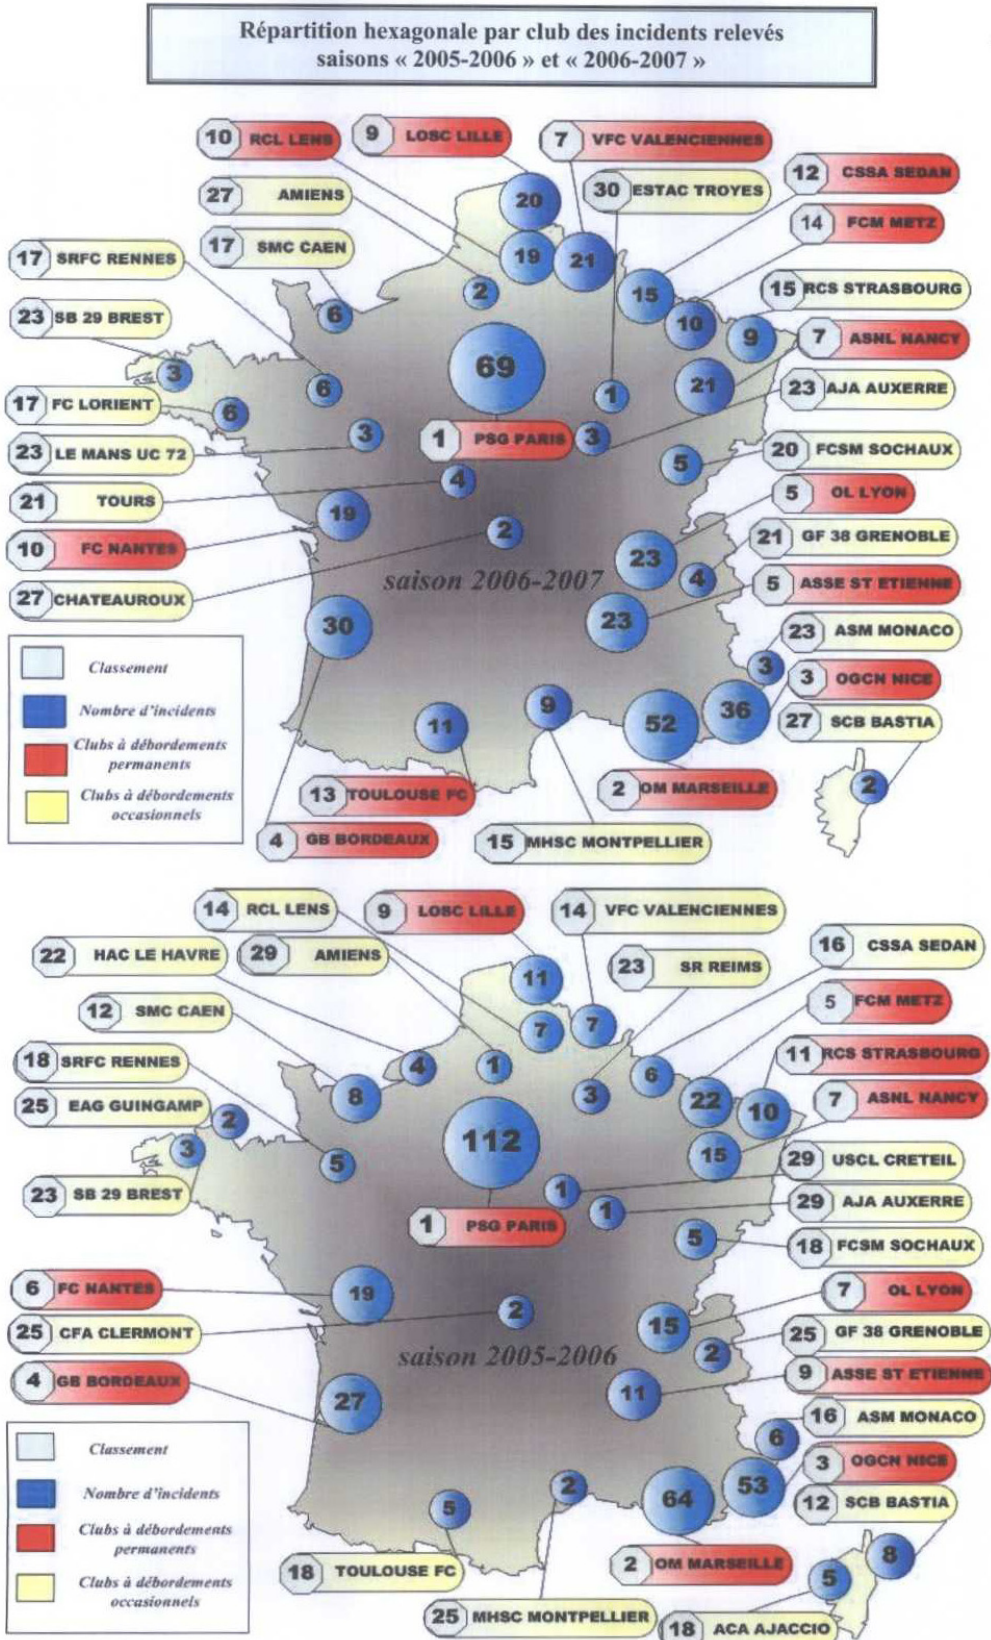 Répartition hexagonale par club des incidents relevés
saisons « 2005-2006 » et « 2006-2007 »
10 RCL LENS
9 LOSC LILLE
7 VFC VALENCIENNES
27 AMIENS
30 ESTAC TROYES
12 CSSA SEDAN
17 SMC CAEN
14 FCM METZ
17 SRFC RENNES
15 RCS STRASBOURG
23 SB 29 BREST
7 ASNL NANCY
17 FC LORIENT
23 AJA AUXERRE
23 LE MANS UC 72
1 PSG PARIS
20 FCSM SOCHAUX
21 TOURS
5 OL LYON
10 FC NANTES
21 GF 38 GRENOBLE
27 CHATEAUROUX
5 ASSE ST ETIENNE
23 ASM MONACO
3 OGCN NICE
27 SCB BASTIA
13 TOULOUSE FC
2 OM MARSEILLE
4 GB BORDEAUX
15 MHSC MONTPELLIER
20
19
21
2
15
6
10
9
69
3
6
1
21
6
3
3
5
4
19
2
23
4
saison 2006-2007
30
23
3
9
36
11
52
2
Classement
Nombre d'incidents
Clubs à débordements
permanents
Clubs à débordements
occasionnels
14 RCL LENS
9 LOSC LILLE
14 VFC VALENCIENNES
22 HAC LE HAVRE
29 AMIENS
23 SR REIMS
16 CSSA SEDAN
12 SMC CAEN
5 FCM METZ
18 SRFC RENNES
11 RCS STRASBOURG
25 EAG GUINGAMP
7 ASNL NANCY
29 USCL CRETEIL
23 SB 29 BREST
29 AJA AUXERRE
1 PSG PARIS
18 FCSM SOCHAUX
6 FC NANTES
7 OL LYON
25 CFA CLERMONT
25 GF 38 GRENOBLE
4 GB BORDEAUX
9 ASSE ST ETIENNE
16 ASM MONACO
3 OGCN NICE
12 SCB BASTIA
18 TOULOUSE FC
2 OM MARSEILLE
25 MHSC MONTPELLIER
18 ACA AJACCIO
11
7
7
4
1
6
8
3
22
10
2
112
3
5
15
1
1
5
19
2
15
2
saison 2005-2006
27
11
6
2
53
5
64
8
5
Classement
Nombre d'incidents
Clubs à débordements
permanents
Clubs à débordements
occasionnels